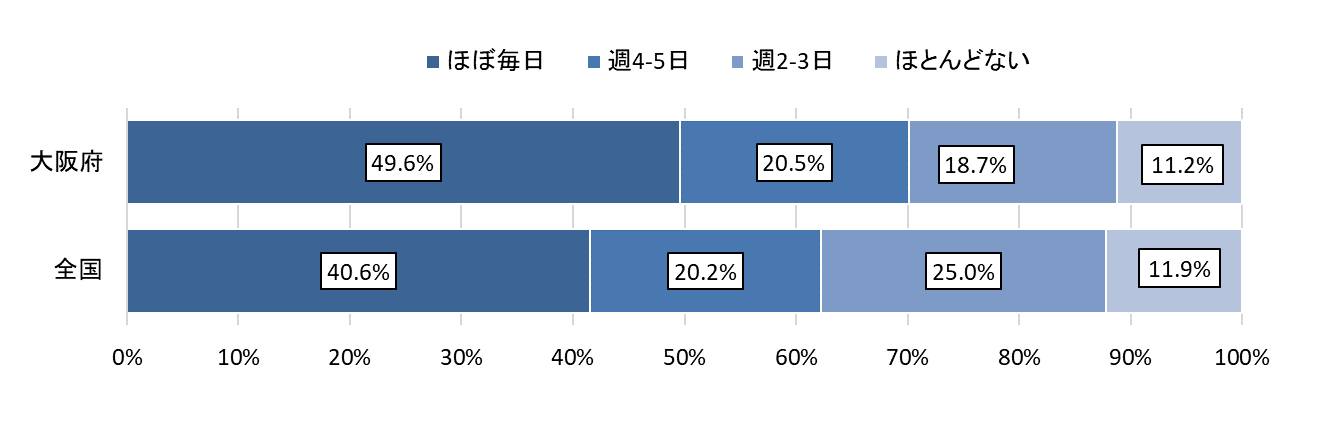 ほぼ毎日 週4-5日 週2-3日 ほとんどない
大阪府 49.6% 20.5% 18.7% 11.2%
全国 40.6% 20.2% 25.0% 11.9%
0% 10% 20% 30% 40% 50% 60% 70% 80% 90% 100%